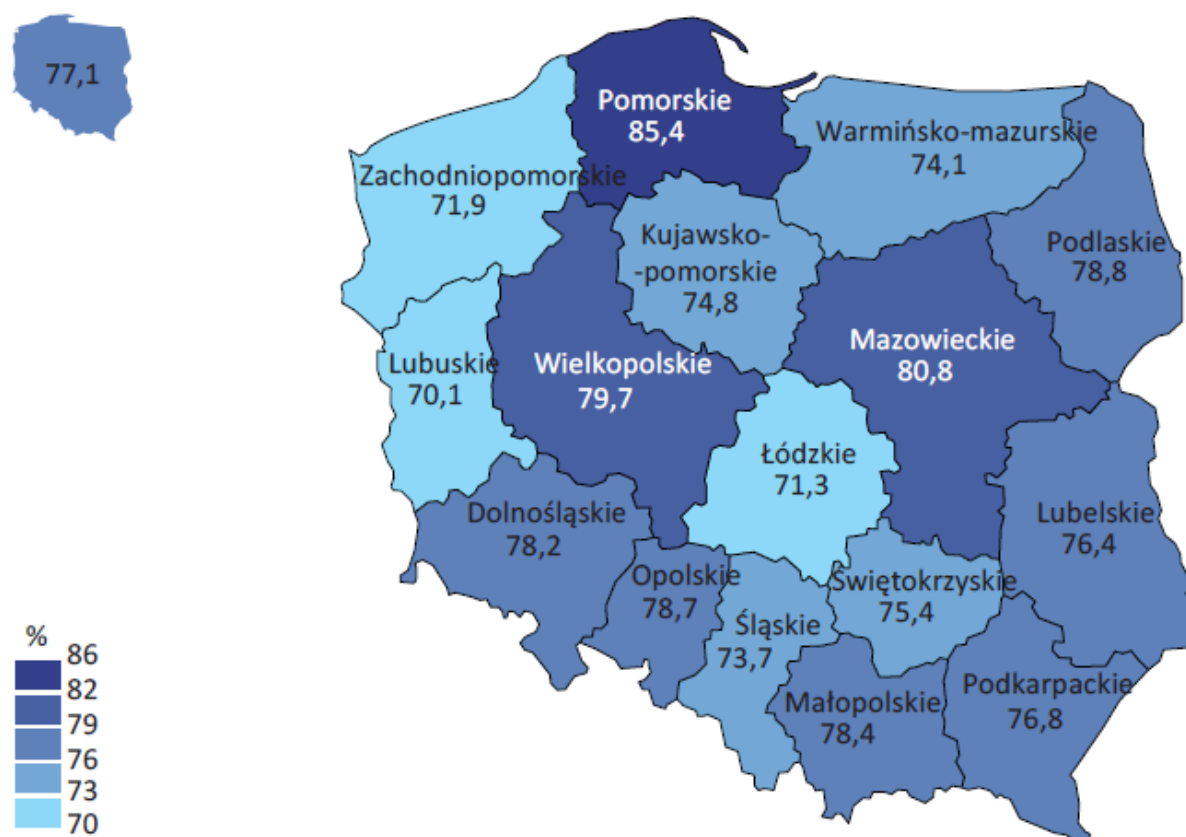 77,1
Pomorskie
85,4
Warmińsko-mazurskie
74,1
Zachodniopomorskie
71,9
Kujawsko-
-pomorskie
74,8
Podlaskie
78,8
Mazowieckie
80,8
Lubuskie
70,1
Wielkopolskie
79,7
Łódzkie
71,3
Dolnośląskie
78,2
Lubelskie
76,4
Opolskie
78,7
Świętokrzyskie
75,4
Śląskie
73,7
Małopolskie
78,4
Podkarpackie
76,8
%
86
82
79
76
73
70